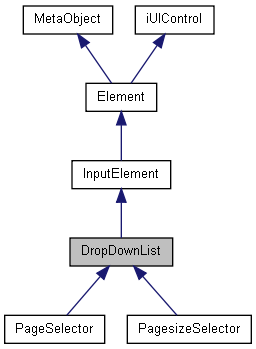 MetaObject
iUIControl
Element
InputElement
DropDownList
PageSelector
PagesizeSelector